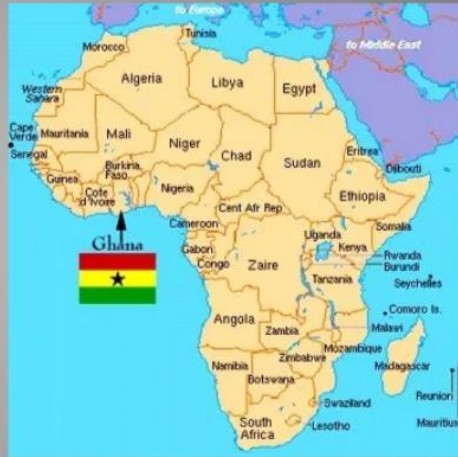 to Europe
to Middle East
Tunisia
Morocco
Algeria
Libya
Egypt
Western
Sahara
Cape
Verde
Mauritania
Mali
Niger
Chad
Sudan
Eritrea
Djibouti
Senegal
Guinea
Burkina
Faso
Cote
d'Ivoire
Nigeria
Cent Afr Rep
Ethiopia
Cameroon
Somalia
Uganda
Kenya
Ghana
Gabon
Congo
Zaire
Rwanda
Burundi
Tanzania
Seychelles
Comoro Is.
Angola
Zambia
Malawi
Mozambique
Zimbabwe
Madagascar
Namibia
Botswana
Reunion
Swaziland
South
Africa
Lesotho
Mauritius